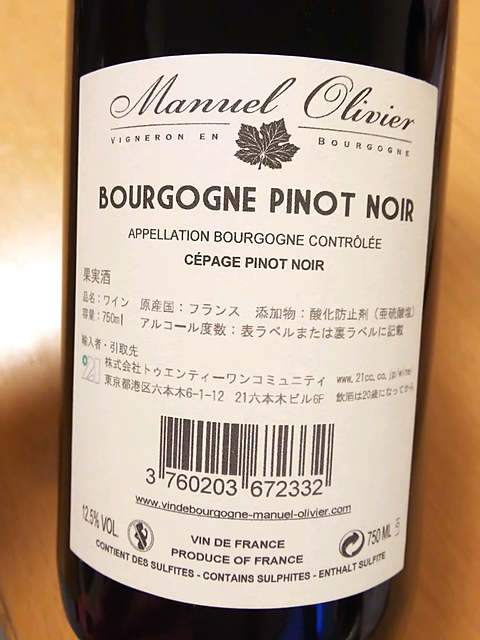 Manuel Olivier
VIGNERON EN BOURGOGNE
BOURGOGNE PINOT NOIR
APPELLATION BOURGOGNE CONTRÔLÉE
CÉPAGE PINOT NOIR
果実酒
品名：ワイン 原産国：フランス 添加物：酸化防止剤（亜硫酸塩）
容量：750ml アルコール度数：表ラベルまたは裏ラベルに記載
輸入者・引取先
21 株式会社トゥエンティーワンコミュニティ www.21cc.co.jp/wine/
東京都港区六本木6-1-12 21六本木ビル6F 飲酒は20歳になってから
3 760203 672332
www.vindebourgogne-manuel-olivier.com
12.5% VOL. VIN DE FRANCE 750 ML
PRODUCE OF FRANCE
CONTIENT DES SULFITES - CONTAINS SULPHITES - ENTHALT SULFITE